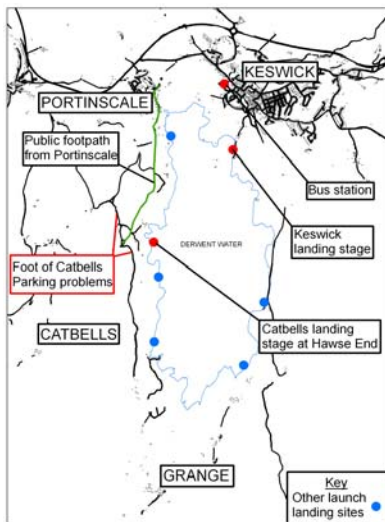 KESWICK
PORTINSCALE
Public footpath
from Portinscale
Bus station
Keswick
landing stage
DERWENT WATER
Foot of Catbells
Parking problems
CATBELLS
Catbells landing
stage at Hawse End
GRANGE
Key
Other launch
landing sites